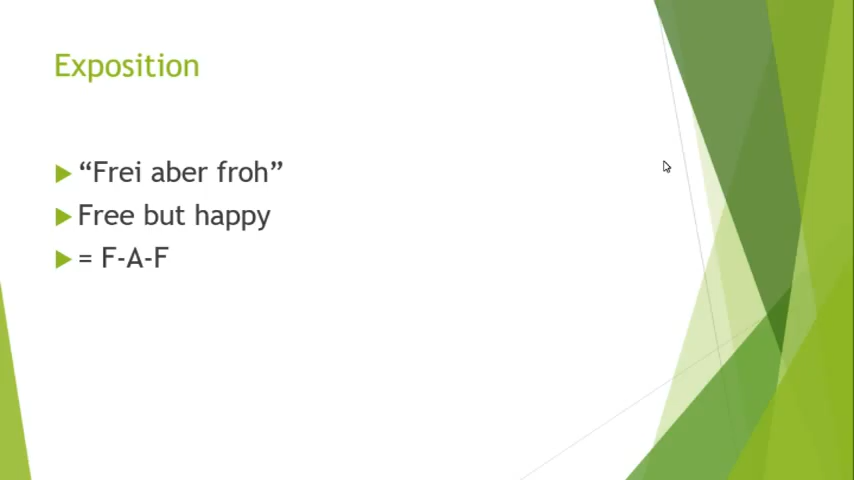 Exposition
“Frei aber froh”
Free but happy
= F-A-F